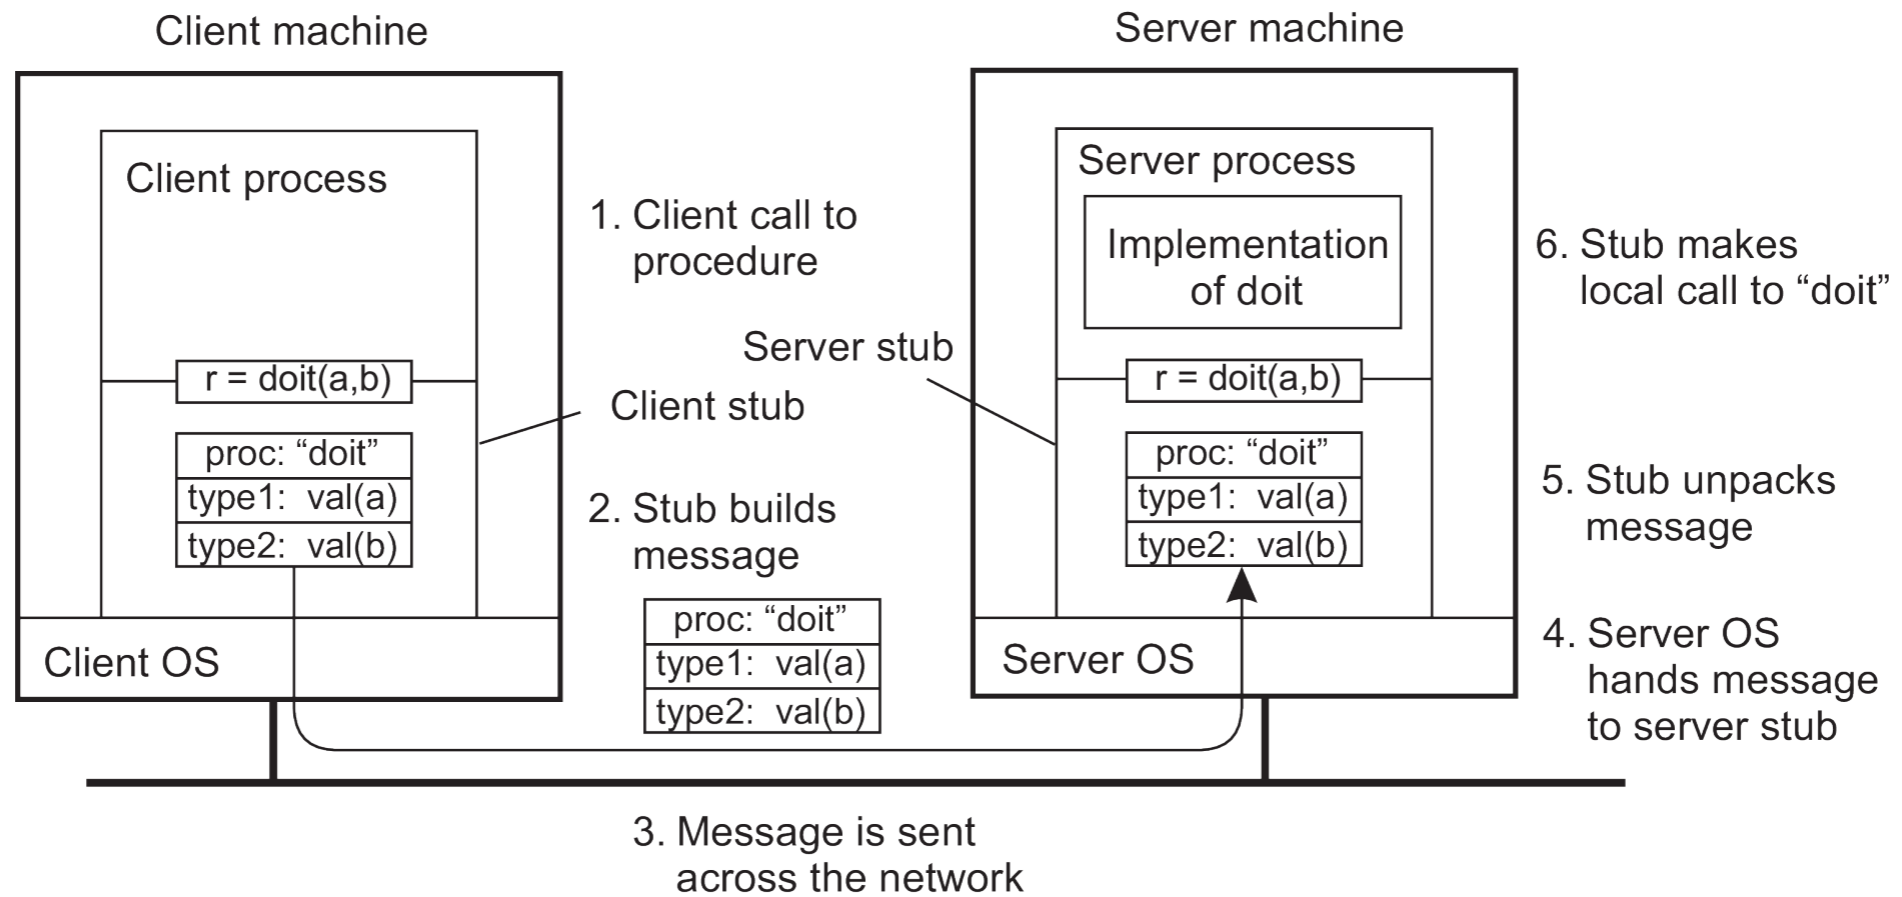 Client machine
Server machine
Client process
1. Client call to
procedure
r = doit(a,b)
Client stub
proc: “doit”
type1: val(a)
type2: val(b)
2. Stub builds
message
proc: “doit”
type1: val(a)
type2: val(b)
Client OS
3. Message is sent
across the network
Server process
Implementation
of doit
Server stub
r = doit(a,b)
proc: “doit”
type1: val(a)
type2: val(b)
Server OS
6. Stub makes
local call to “doit”
5. Stub unpacks
message
4. Server OS
hands message
to server stub